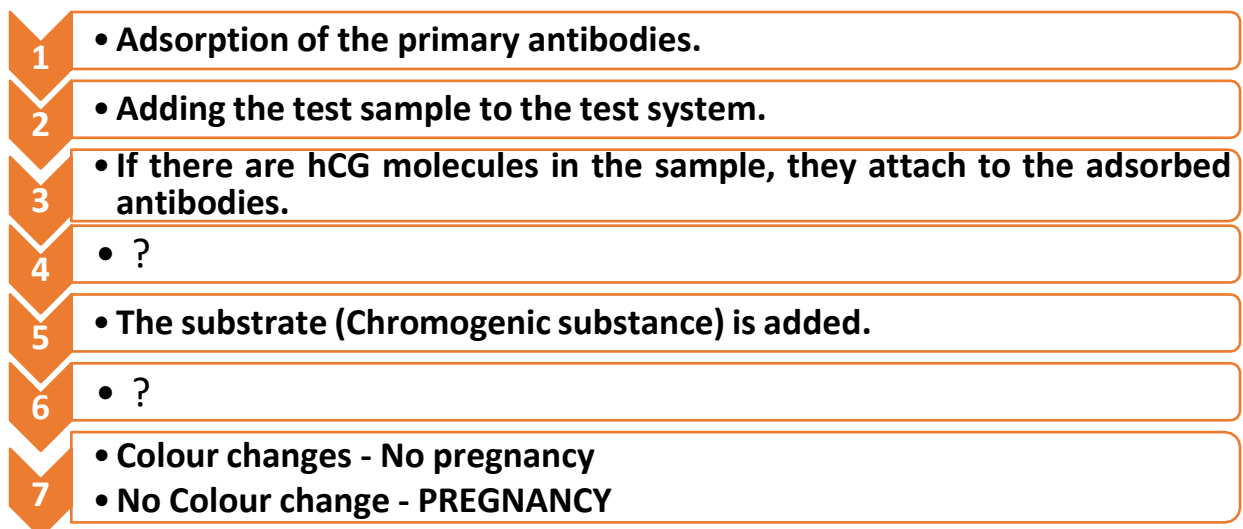 1
• Adsorption of the primary antibodies.
2
• Adding the test sample to the test system.
3
• If there are hCG molecules in the sample, they attach to the adsorbed
antibodies.
4
• ?
5
• The substrate (Chromogenic substance) is added.
6
• ?
7
• Colour changes - No pregnancy
• No Colour change - PREGNANCY